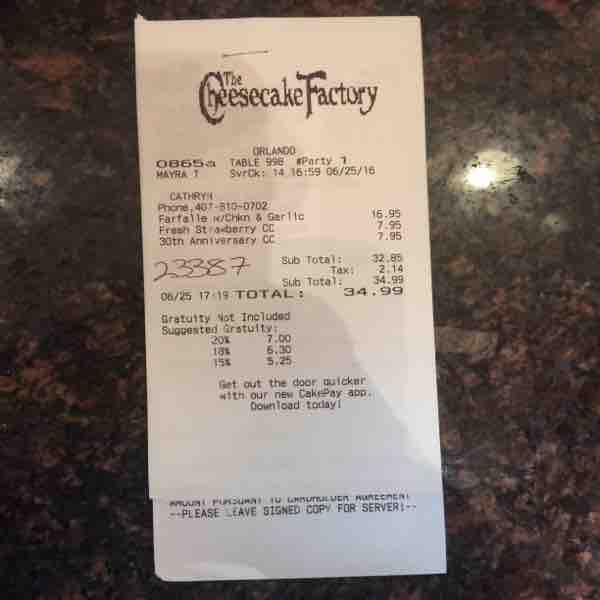 The
Cheesecake Factory
ORLANDO
0865a TABLE 998 #Party 1
MAYRA T SvrCk: 14 16:59 06/25/16
CATHRYN
Phone,407-810-0702
Farfalle w/Chkn & Garlic 16.95
Fresh Strawberry CC 7.95
30th Anniversary CC 7.95
Sub Total: 32.85
Tax: 2.14
23387
Sub Total: 34.99
06/25 17:19 TOTAL: 34.99
Gratuity Not Included
Suggested Gratuity:
20% 7.00
18% 6.30
15% 5.25
Get out the door quicker
with our new CakePay app.
Download today!
AMOUNT PURSUANT TO CARDHOLDER AGREEMENT
--PLEASE LEAVE SIGNED COPY FOR SERVER!--